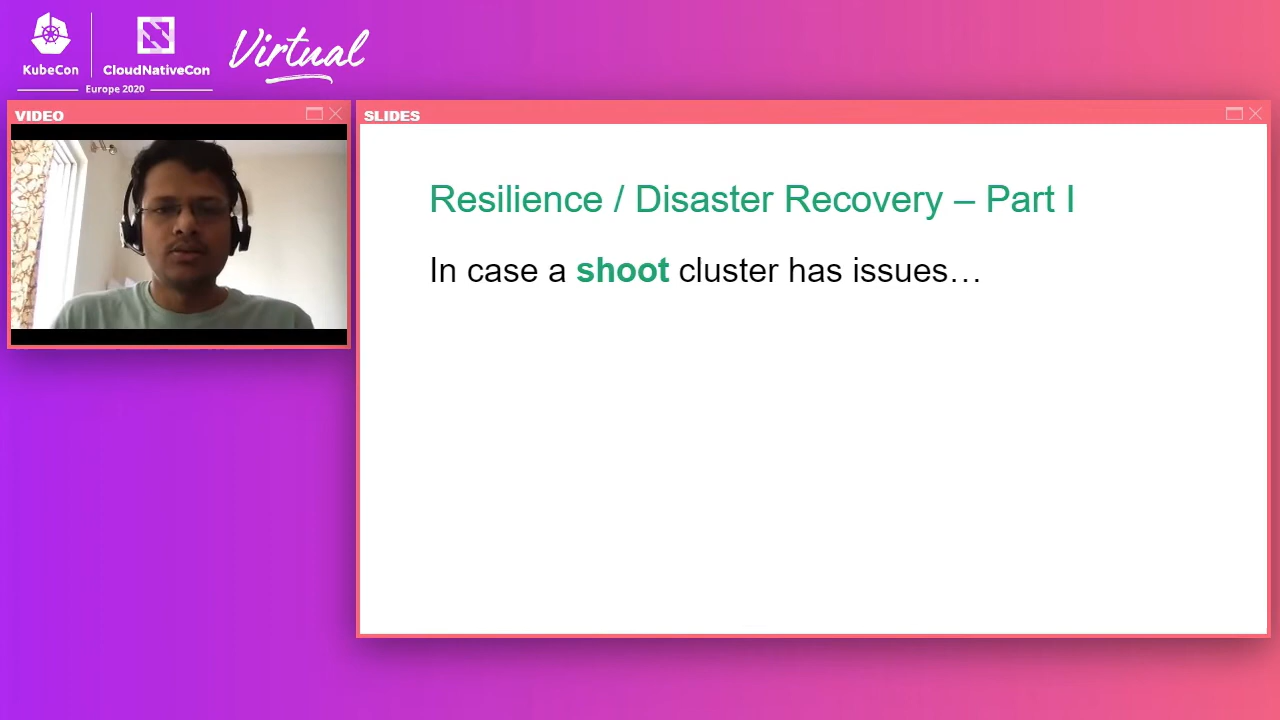 KubeCon
CloudNativeCon
Europe 2020
Virtual
VIDEO
SLIDES
Resilience / Disaster Recovery – Part I
In case a shoot cluster has issues…